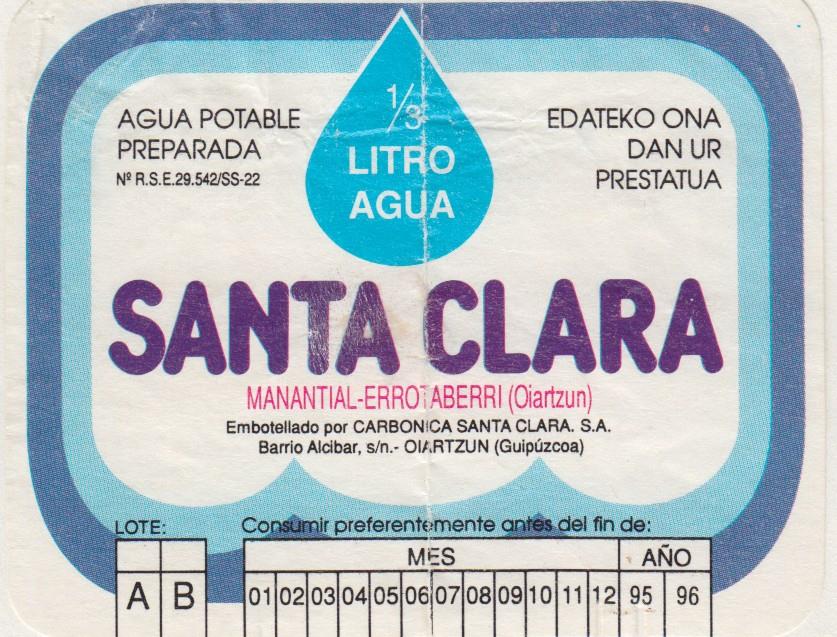 AGUA POTABLE
PREPARADA
Nº R.S.E.29.542/SS-22
1/3
LITRO
AGUA
EDATEKO ONA
DAN UR
PRESTATUA
SANTA CLARA
MANANTIAL-ERROTABERRI (Oiartzun)
Embotellado por CARBONICA SANTA CLARA. S.A.
Barrio Alcibar, s/n.- OIARTZUN (Guipúzcoa)
LOTE:
A B
Consumir preferentemente antes del fin de:
MES AÑO
01 02 03 04 05 06 07 08 09 10 11 12 95 96